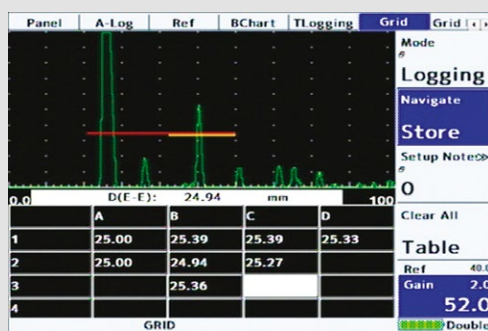 Panel A-Log Ref BChart TLogging Grid Grid
Mode
Logging
Navigate
Store
Setup Notes
0
0.0 D(E-E): 24.94 mm 100
A B C D
1 25.00 25.39 25.39 25.33
2 25.00 24.94 25.27
3 25.36
4
GRID
Clear All
Table
Ref 40.0
Gain 2.0
52.0
Double